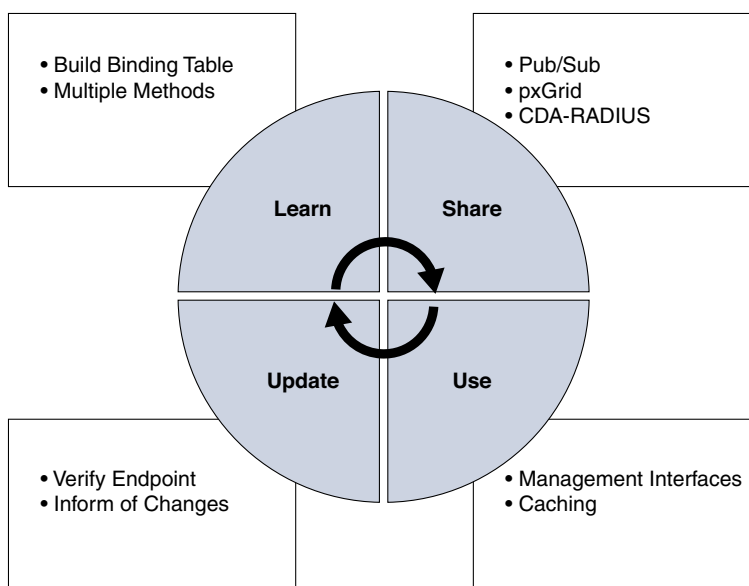 • Build Binding Table
• Multiple Methods
• Pub/Sub
• pxGrid
• CDA-RADIUS
Learn
Share
Update
Use
• Verify Endpoint
• Inform of Changes
• Management Interfaces
• Caching